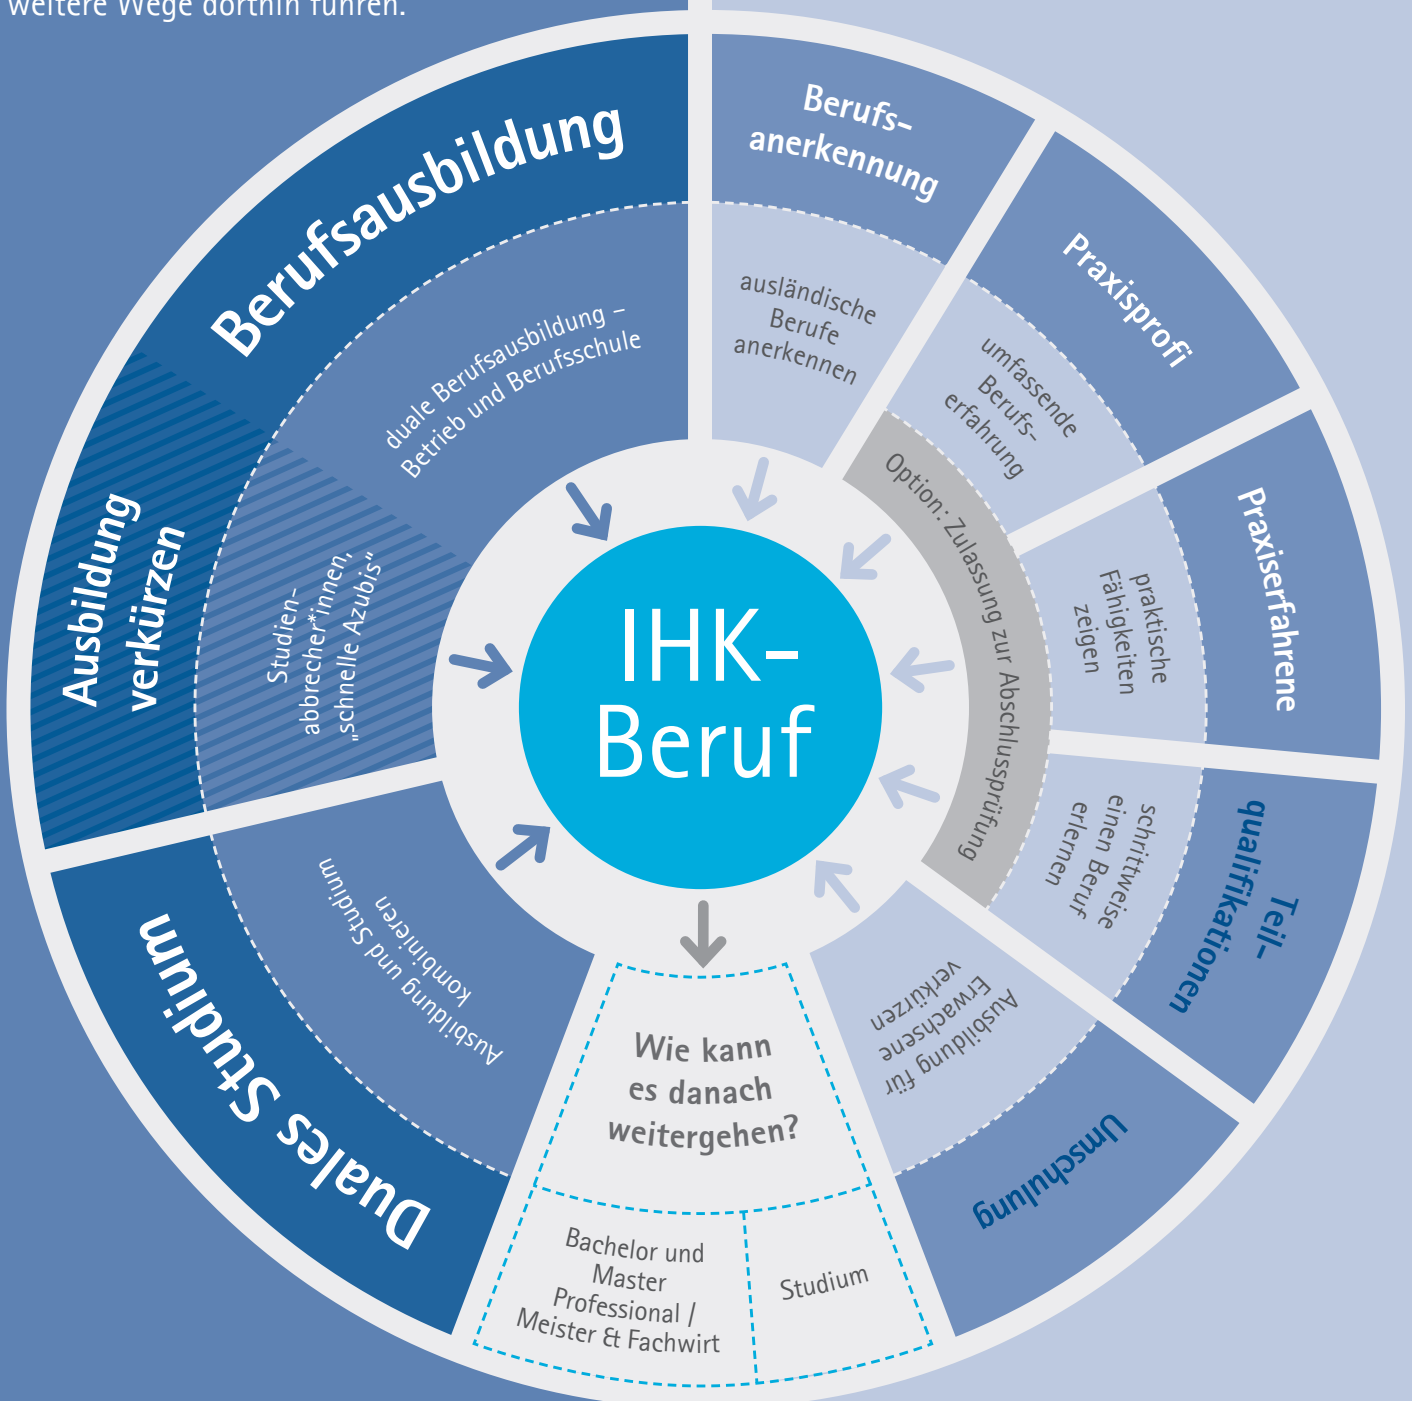 weitere Wege dorthin führen.
Berufsausbildung
duale Berufsausbildung –
Betrieb und Berufsschule
Ausbildung
verkürzen
Studien-
abbrecher*innen,
„schnelle Azubis“
Duales Studium
Ausbildung und Studium
kombinieren
Berufs-
anerkennung
ausländische
Berufe
anerkennen
Praxisprofi
umfassende
Berufs-
erfahrung
Praxiserfahrene
praktische
Fähigkeiten
zeigen
Option: Zulassung zur Abschlussprüfung
Teil-
qualifikationen
schrittweise
einen Beruf
erlernen
Umschulung
Ausbildung für
Erwachsene
verkürzen
IHK-
Beruf
Wie kann
es danach
weitergehen?
Bachelor und
Master
Professional /
Meister & Fachwirt
Studium